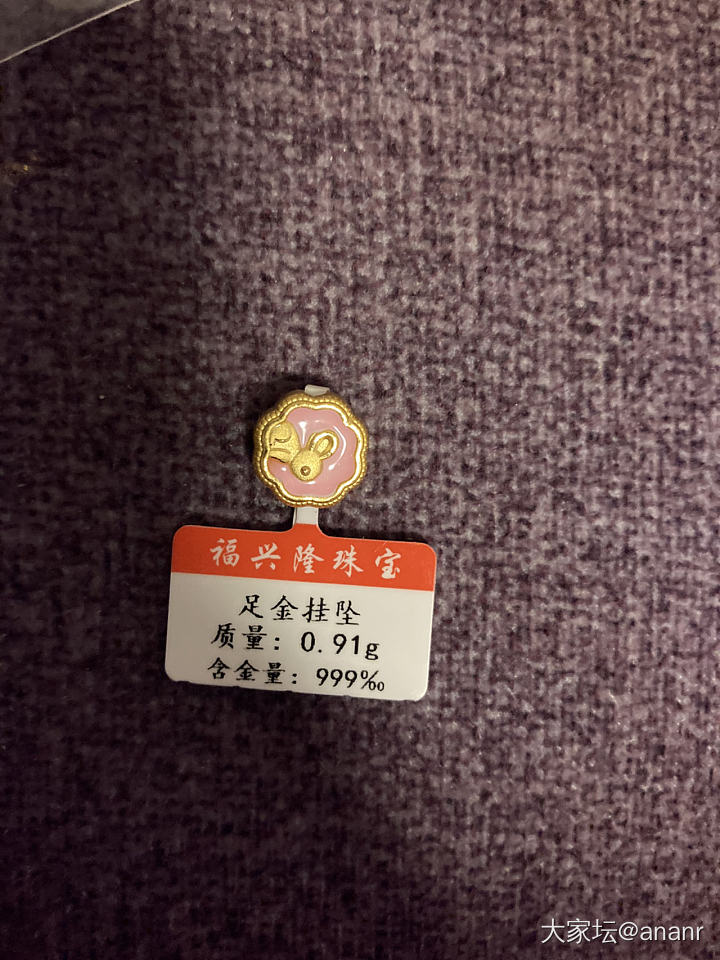 福兴隆珠宝
足金挂坠
质量：0.91g
含金量：999‰
大家坛@ananr